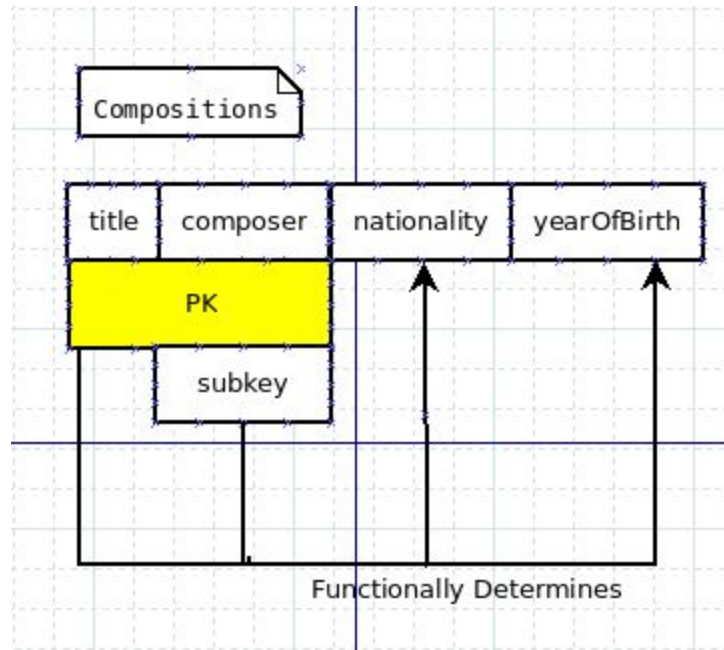 Compositions
title composer nationality yearOfBirth
PK
subkey
Functionally Determines